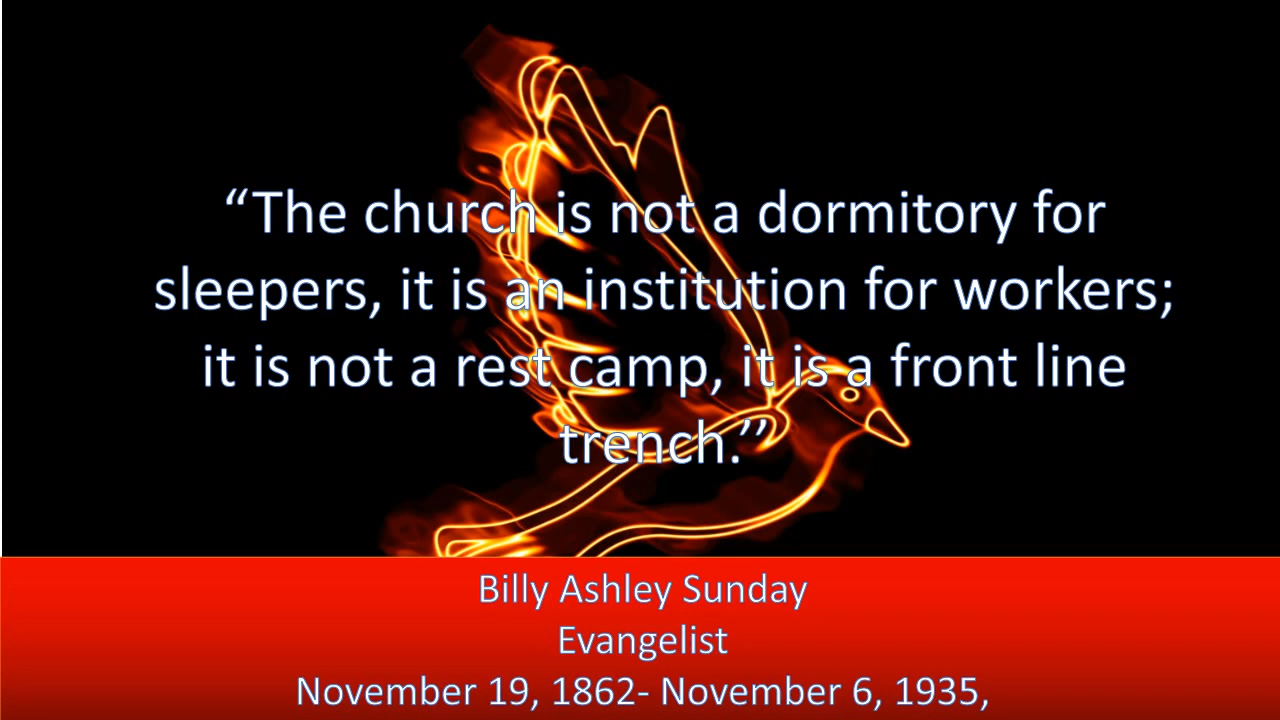 “The church is not a dormitory for
sleepers, it is an institution for workers;
it is not a rest camp, it is a front line
trench.’’
Billy Ashley Sunday
Evangelist
November 19, 1862- November 6, 1935,